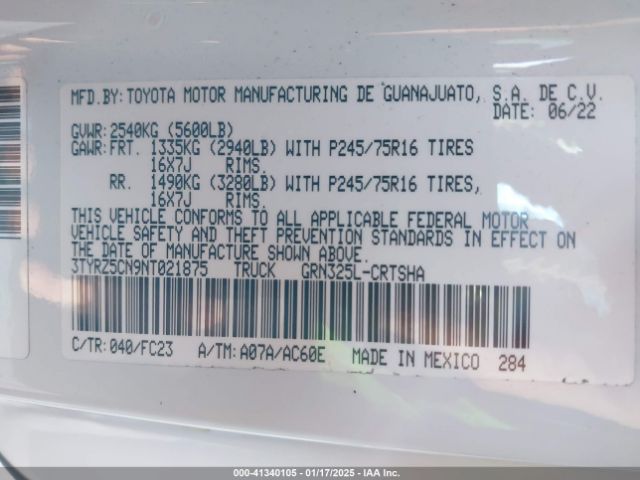 MFD.BY:TOYOTA MOTOR MANUFACTURING DE GUANAJUATO, S.A. DE C.V.
DATE: 06/22
GVWR:2540KG (5600LB)
GAWR:FRT. 1335KG (2940LB) WITH P245/75R16 TIRES
16X7J RIMS.
RR. 1490KG (3280LB) WITH P245/75R16 TIRES,
16X7J RIMS.
THIS VEHICLE CONFORMS TO ALL APPLICABLE FEDERAL MOTOR
VEHICLE SAFETY AND THEFT PREVENTION STANDARDS IN EFFECT ON
THE DATE OF MANUFACTURE SHOWN ABOVE.
3TYRZ5CN9NT021875 TRUCK GRN325L-CRTSHA
C/TR:040/FC23 A/TM:A07A/AC60E MADE IN MEXICO 284
000-41340105 - 01/17/2025 - IAA Inc.